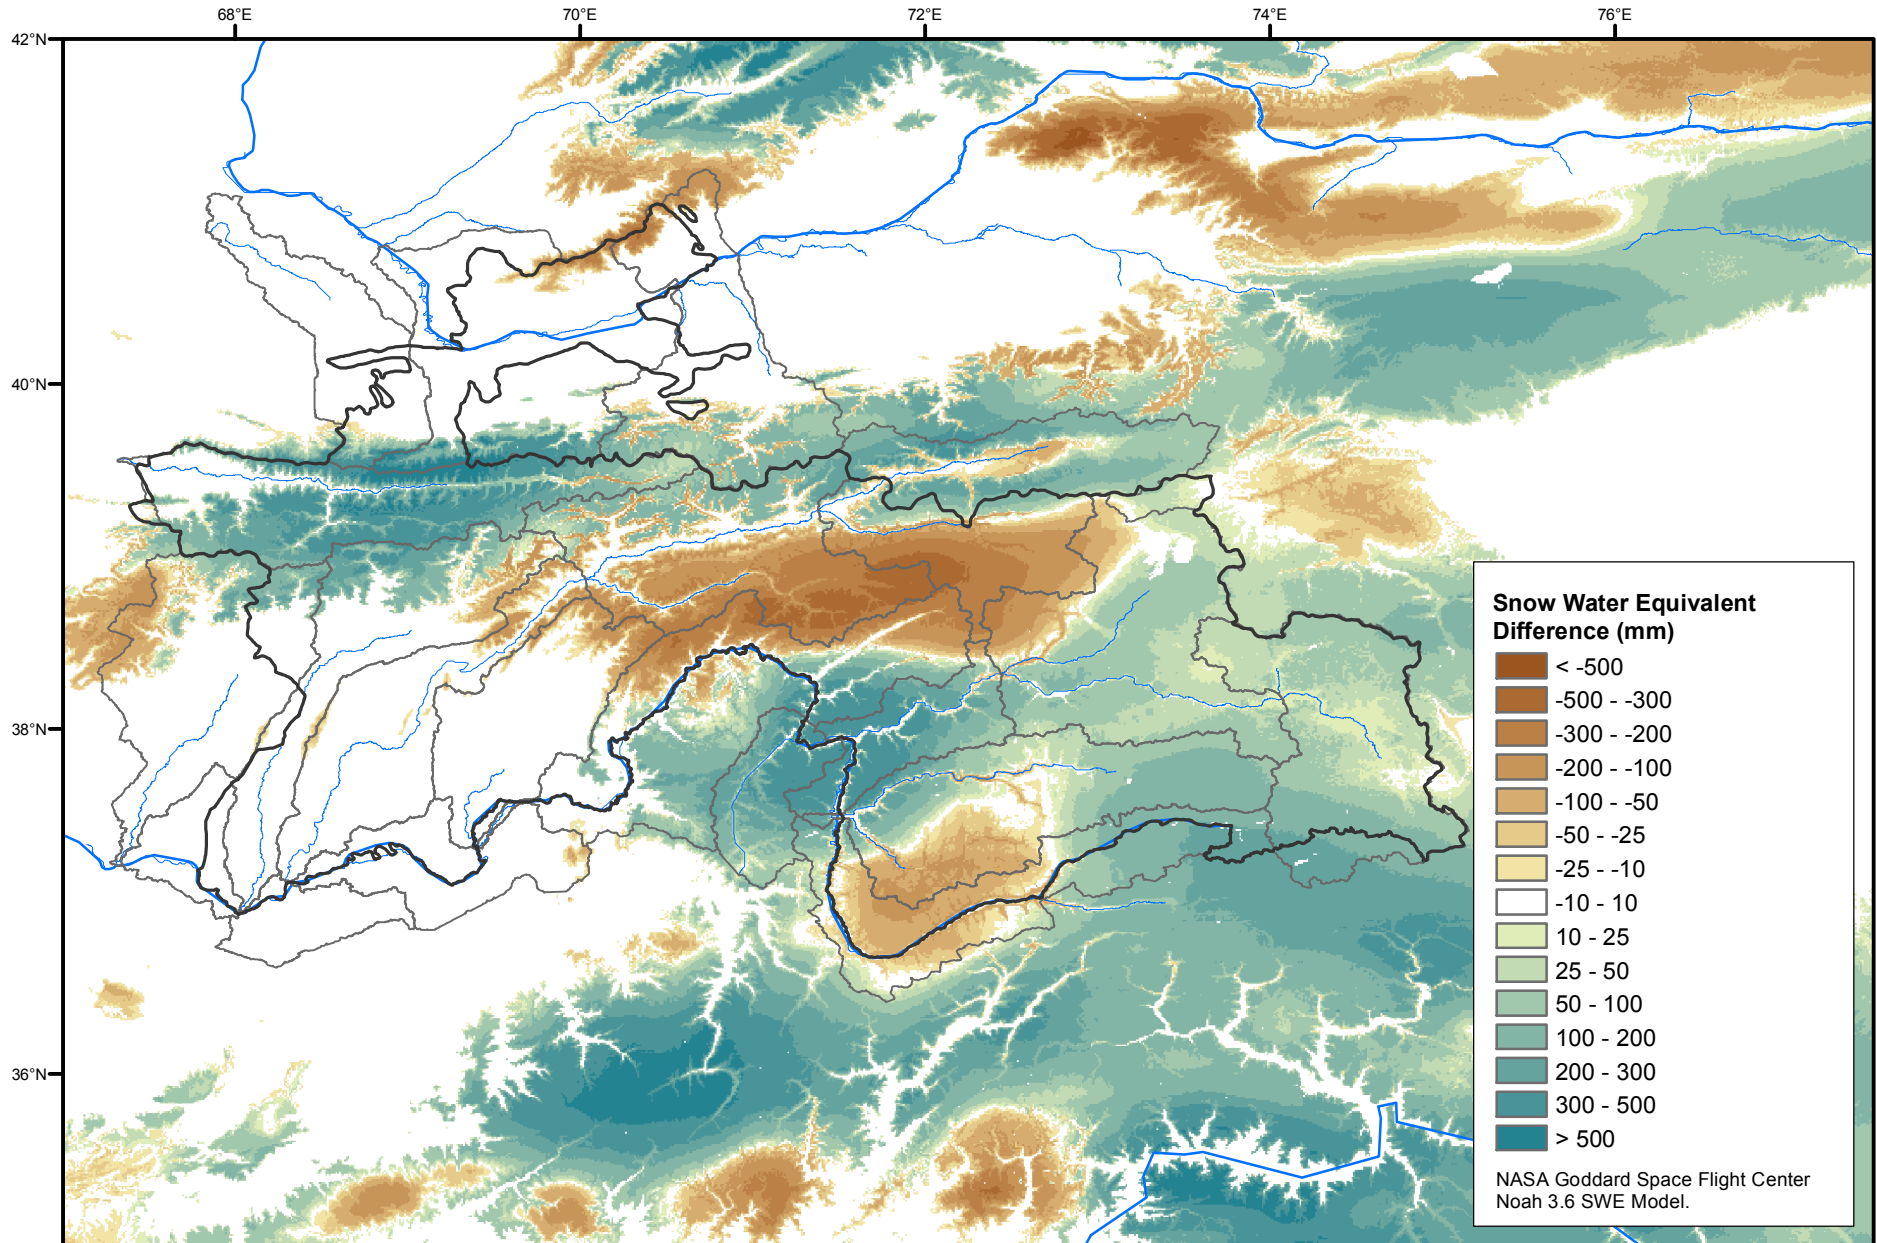 68°E
70°E
72°E
74°E
76°E
42°N
40°N
38°N
36°N
Snow Water Equivalent
Difference (mm)
< -500
-500 - -300
-300 - -200
-200 - -100
-100 - -50
-50 - -25
-25 - -10
-10 - 10
10 - 25
25 - 50
50 - 100
100 - 200
200 - 300
300 - 500
> 500
NASA Goddard Space Flight Center
Noah 3.6 SWE Model.